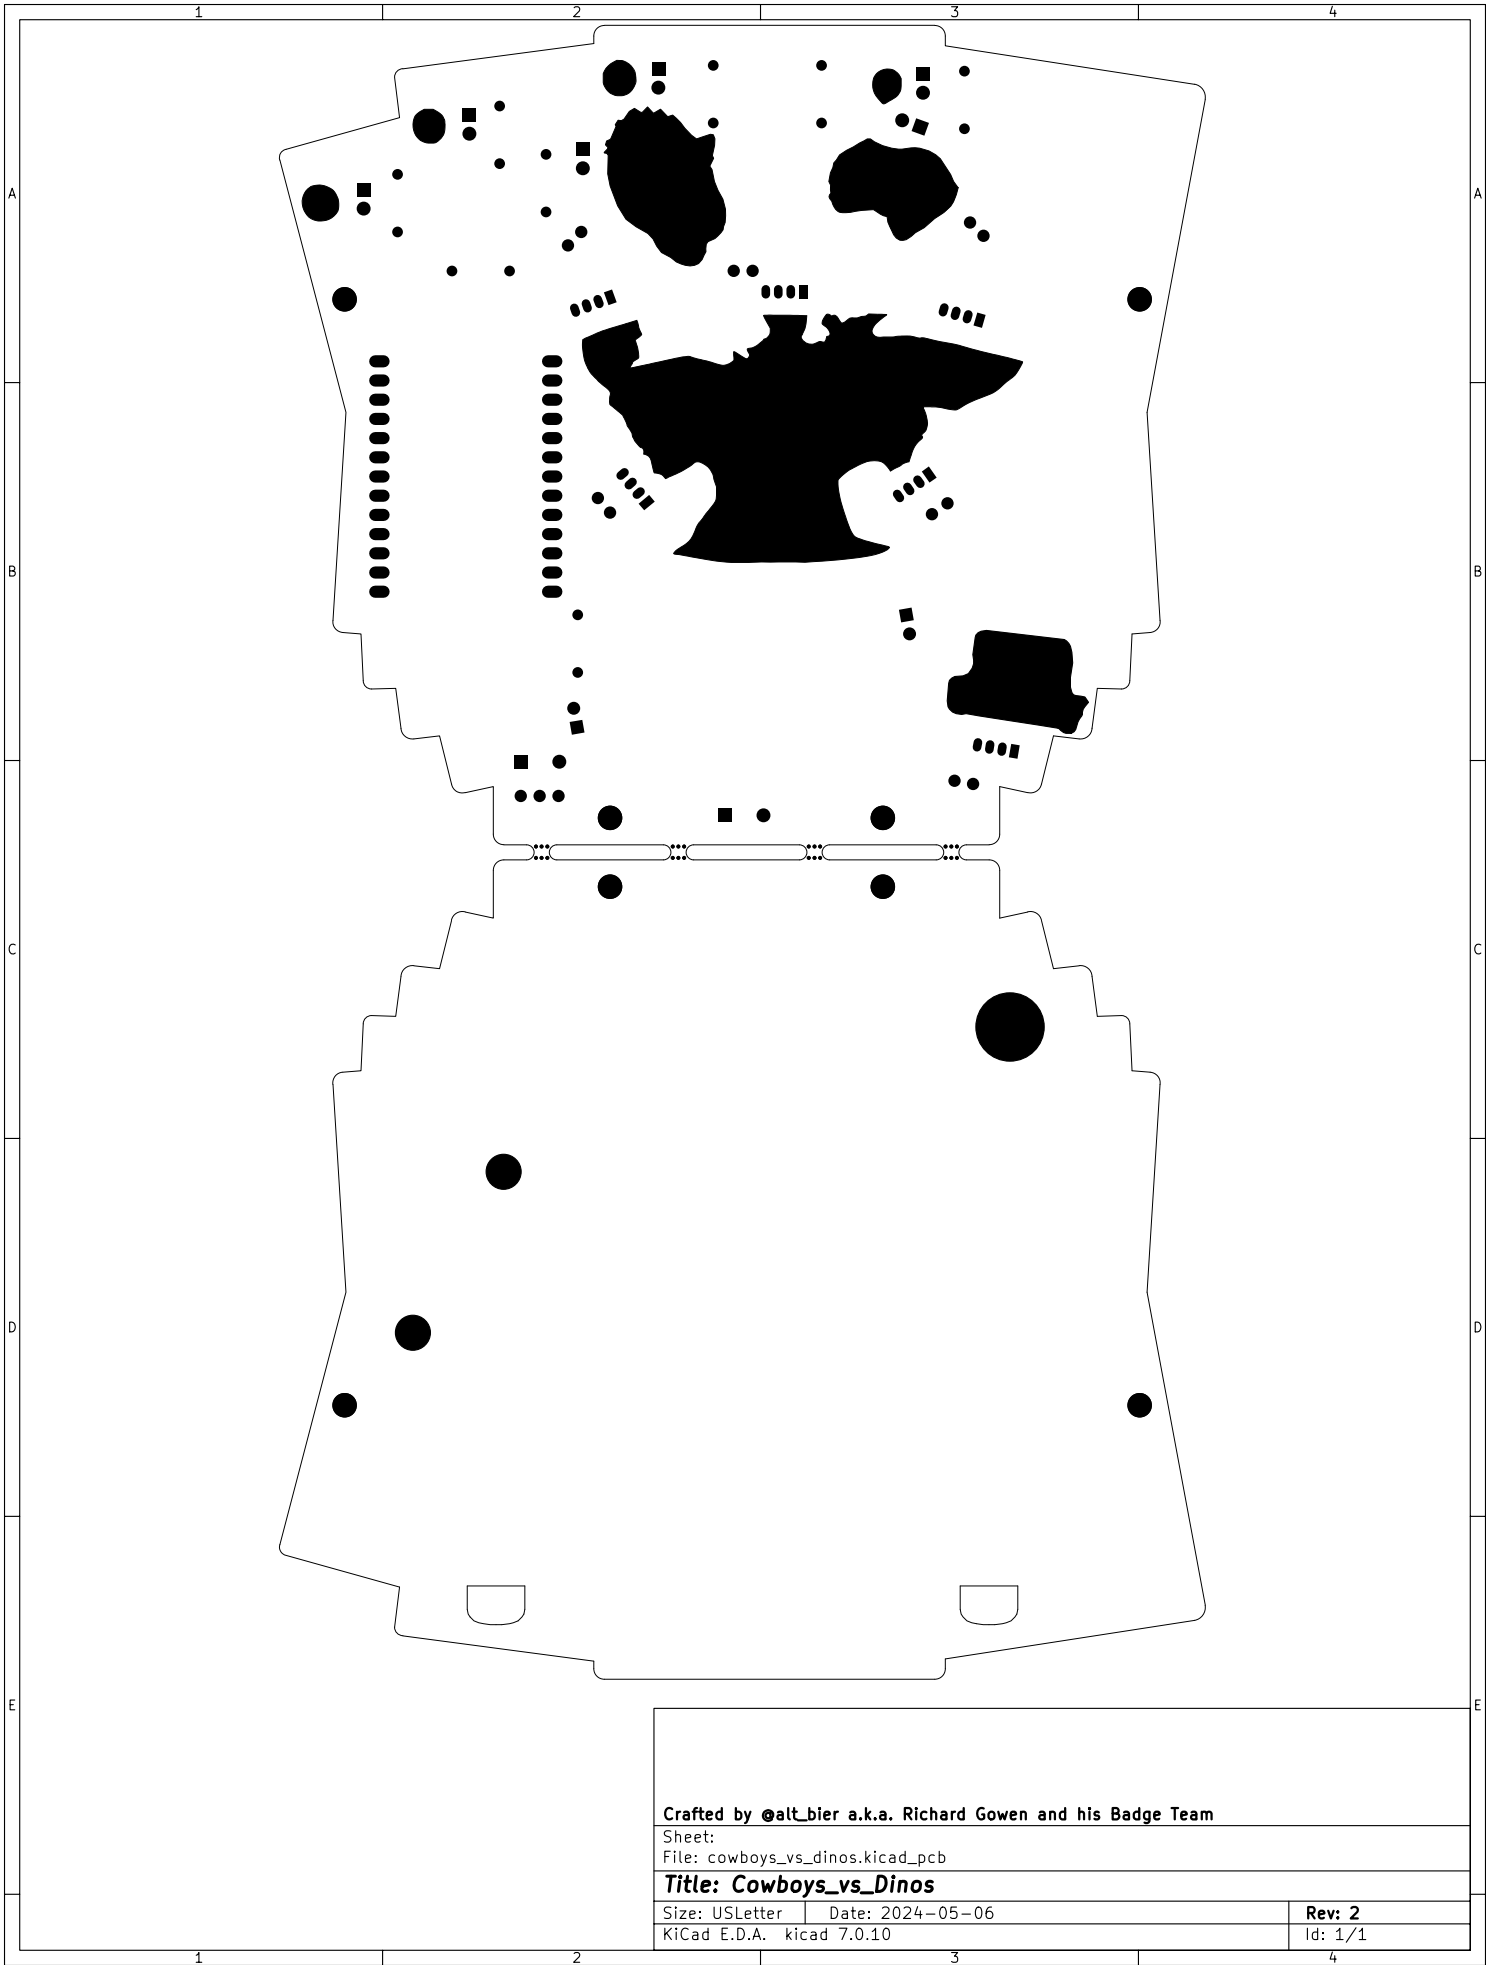 1 2 3 4
A A
B B
C C
D D
E E
Crafted by @alt_bier a.k.a. Richard Gowen and his Badge Team
Sheet:
File: cowboys_vs_dinos.kicad_pcb
Title: Cowboys_vs_Dinos
Size: USLetter Date: 2024-05-06 Rev: 2
KiCad E.D.A. kicad 7.0.10 Id: 1/1
1 2 3 4